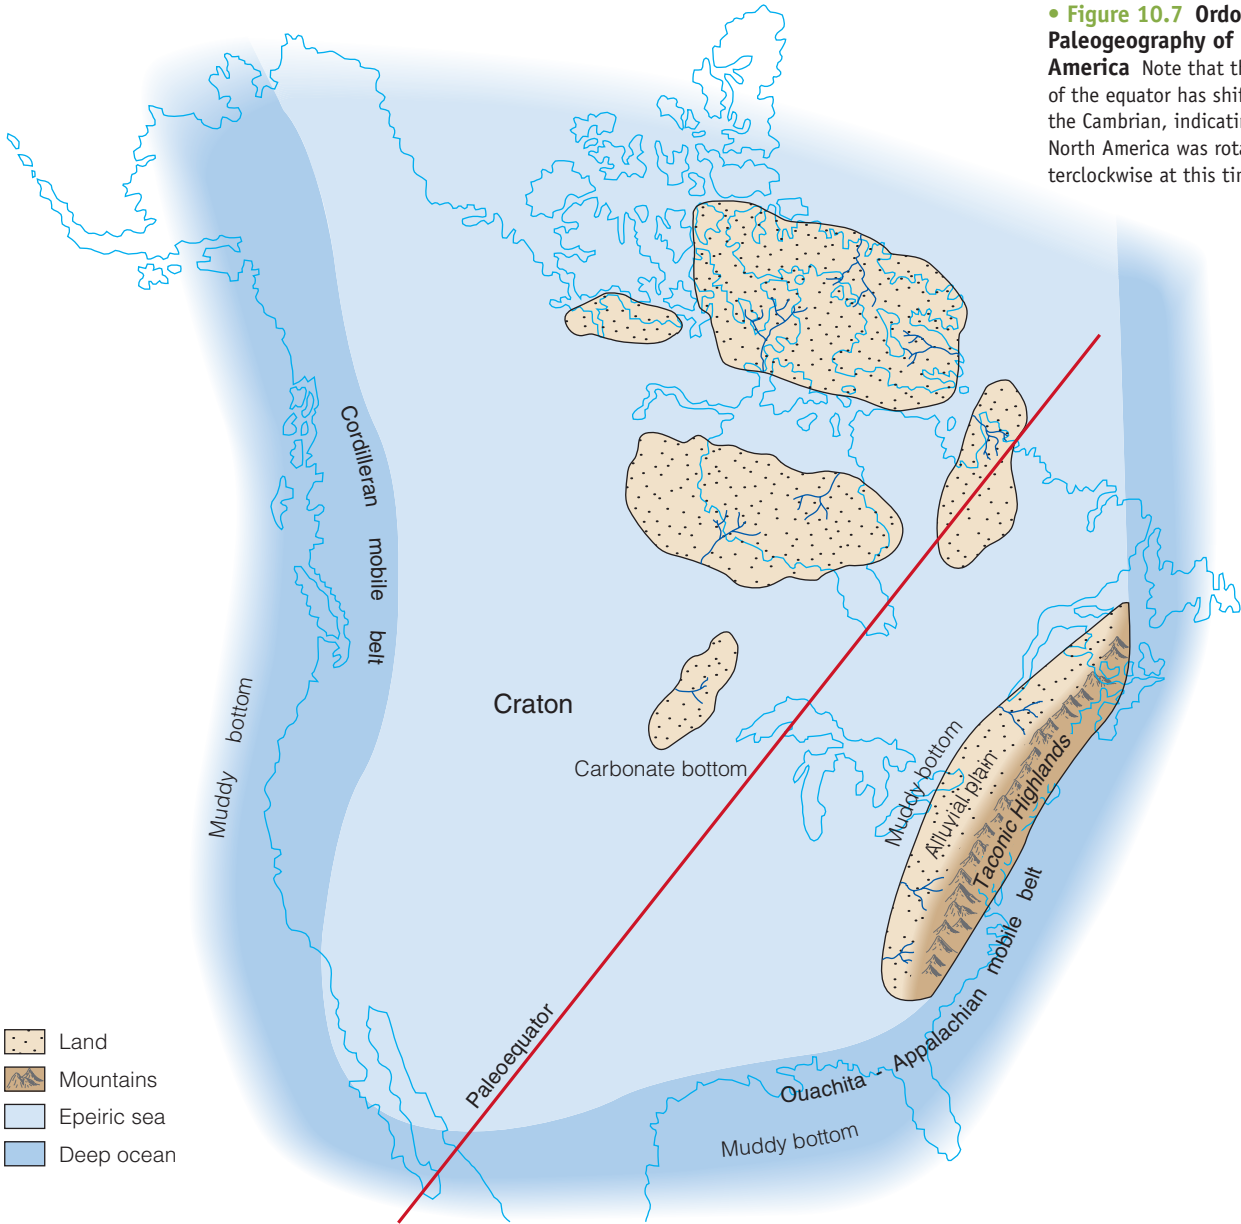 • Figure 10.7 Ordo
Paleogeography of
America Note that th
of the equator has shif
the Cambrian, indicatin
North America was rota
terclockwise at this tin
Cordilleran mobile belt
Muddy bottom
Craton
Carbonate bottom
Muddy bottom
Alluvial plain
Taconic Highlands
Paleoequator
Ouachita - Appalachian mobile belt
Muddy bottom
Land
Mountains
Epeiric sea
Deep ocean